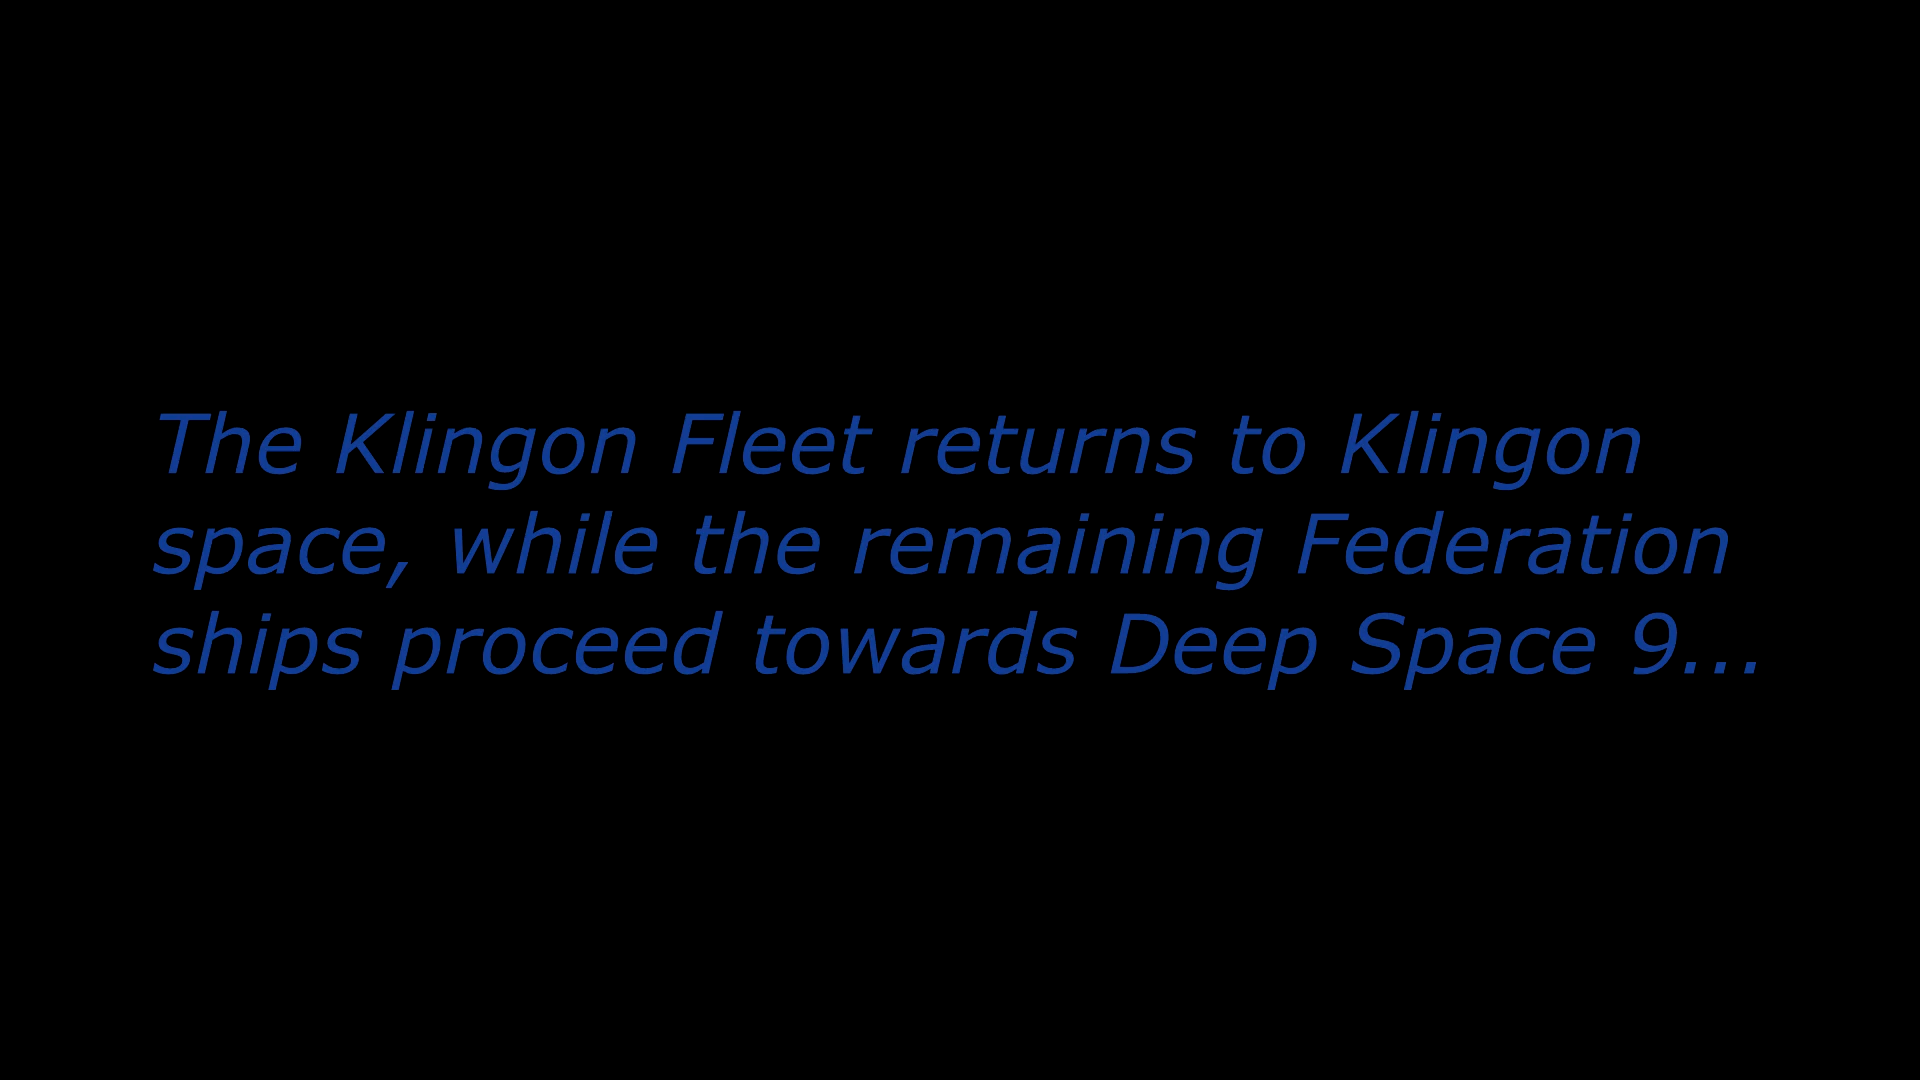 The Klingon Fleet returns to Klingon
space, while the remaining Federation
ships proceed towards Deep Space 9...